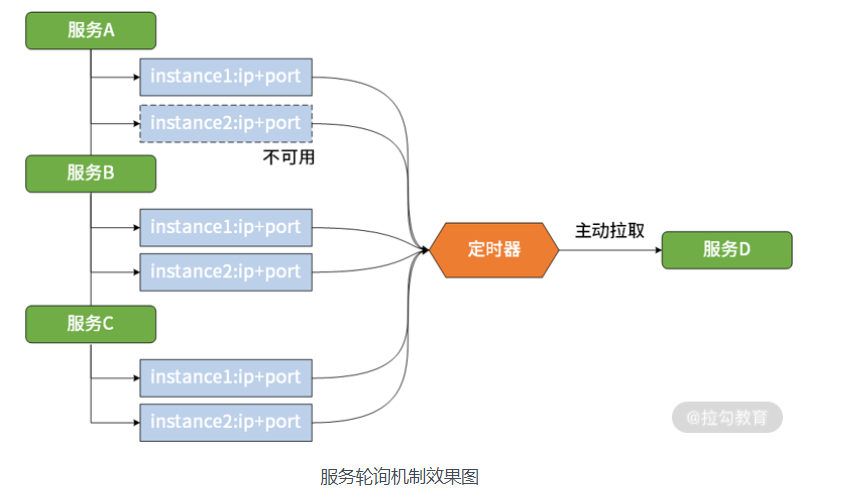 服务A
instance1:ip+port
instance2:ip+port
不可用
服务B
instance1:ip+port
instance2:ip+port
定时器
主动拉取
服务D
服务C
instance1:ip+port
instance2:ip+port
@拉勾教育
服务轮询机制效果图